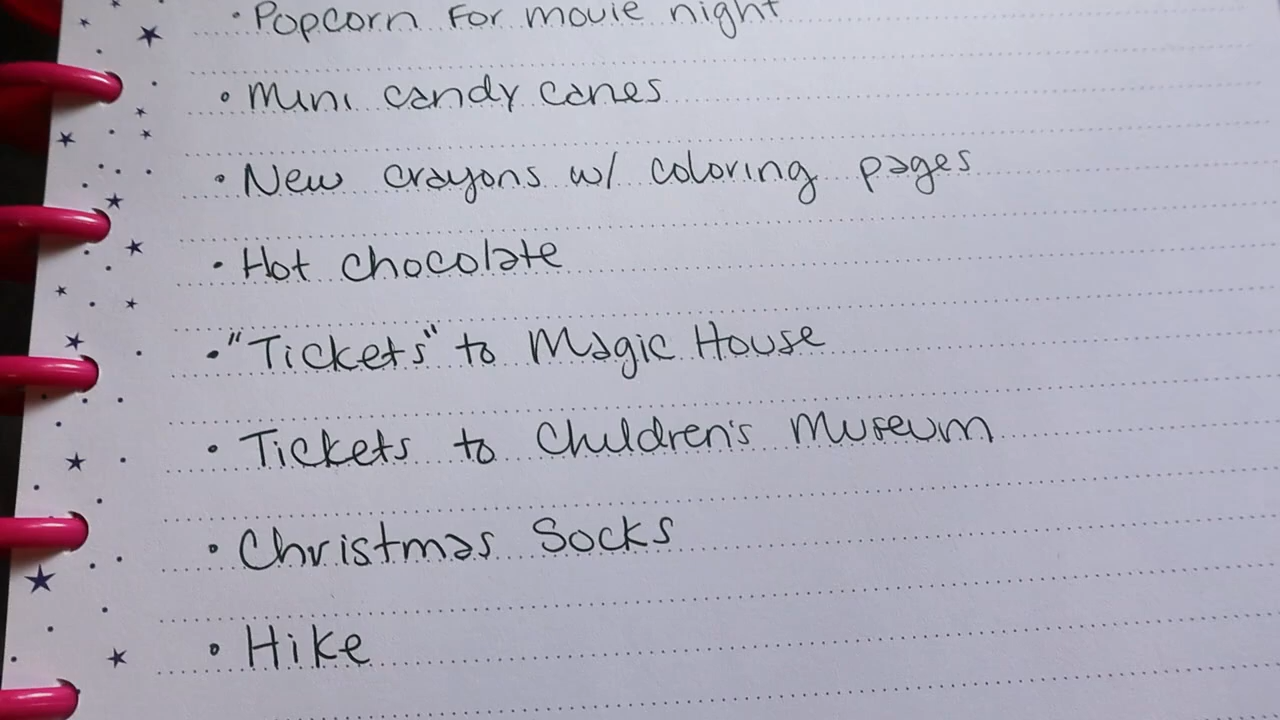 • Popcorn for movie night
• Mini candy canes
• New crayons w/ coloring pages
• Hot chocolate
• "Tickets" to Magic House
• Tickets to Children's Museum
• Christmas Socks
• Hike